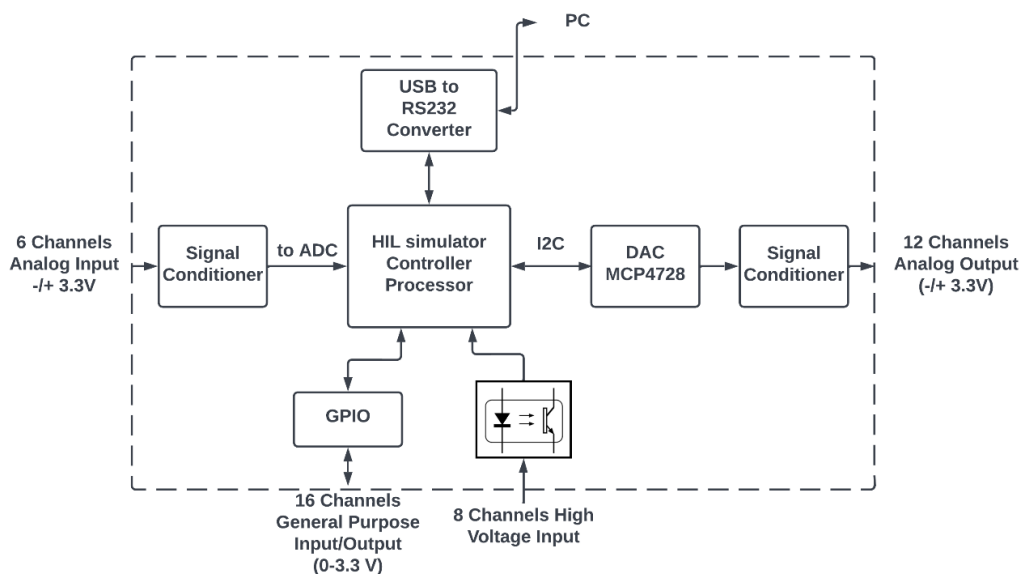 PC
USB to
RS232
Converter
6 Channels
Analog Input
-/+ 3.3V
Signal
Conditioner
to ADC
HIL simulator
Controller
Processor
I2C
DAC
MCP4728
Signal
Conditioner
12 Channels
Analog Output
(-/+ 3.3V)
GPIO
16 Channels
General Purpose
Input/Output
(0-3.3 V)
8 Channels High
Voltage Input